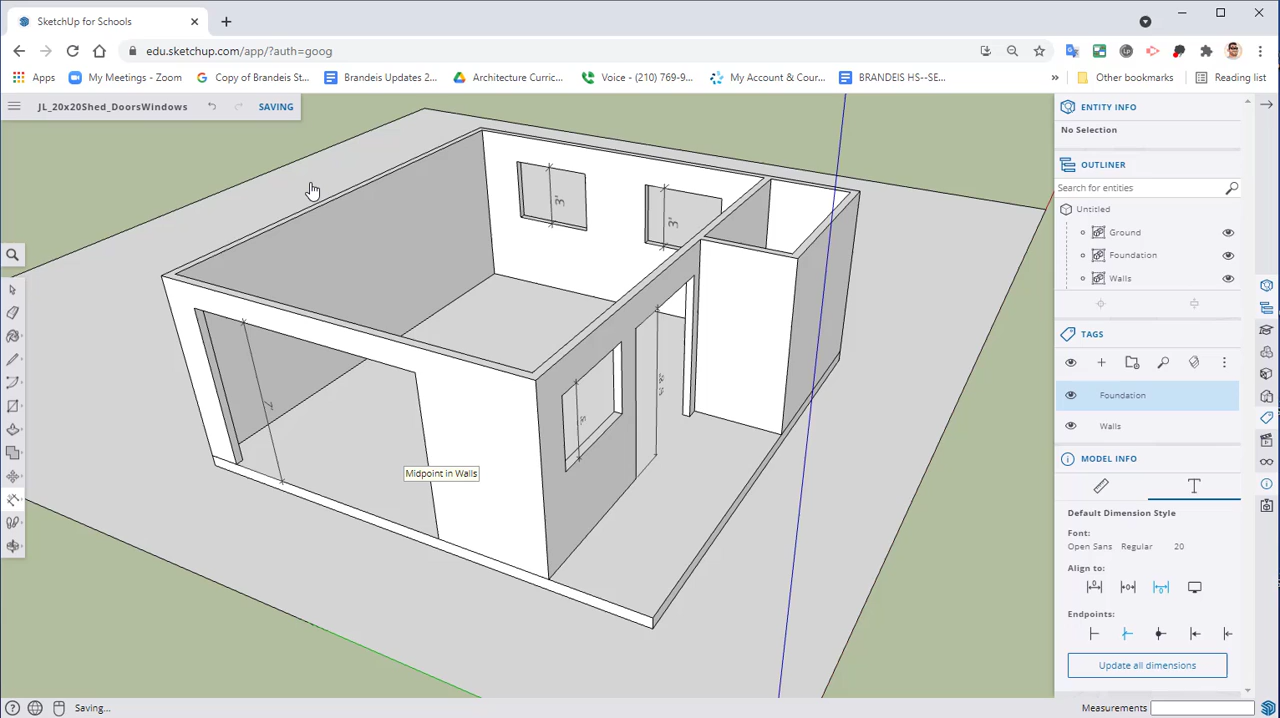 SketchUp for Schools
edu.sketchup.com/app/?auth=goog
Apps
My Meetings - Zoom
Copy of Brandeis St...
Brandeis Updates 2...
Architecture Curric...
Voice - (210) 769-9...
My Account & Cour...
BRANDEIS HS--SE...
»
Other bookmarks
Reading list
JL_20x20Shed_DoorsWindows
SAVING
ENTITY INFO
No Selection
OUTLINER
Search for entities
Untitled
Ground
Foundation
Walls
TAGS
Foundation
Walls
MODEL INFO
Default Dimension Style
Font:
Open Sans Regular 20
Align to:
Endpoints:
Update all dimensions
3'
3'
Midpoint in Walls
Saving...
Measurements